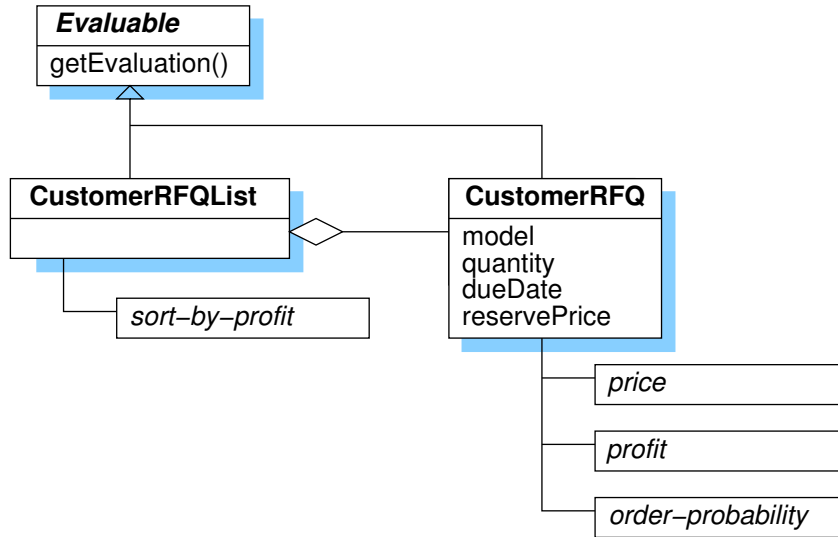 Evaluable
getEvaluation()
CustomerRFQList
CustomerRFQ
model
quantity
dueDate
reservePrice
sort−by−profit
price
profit
order−probability